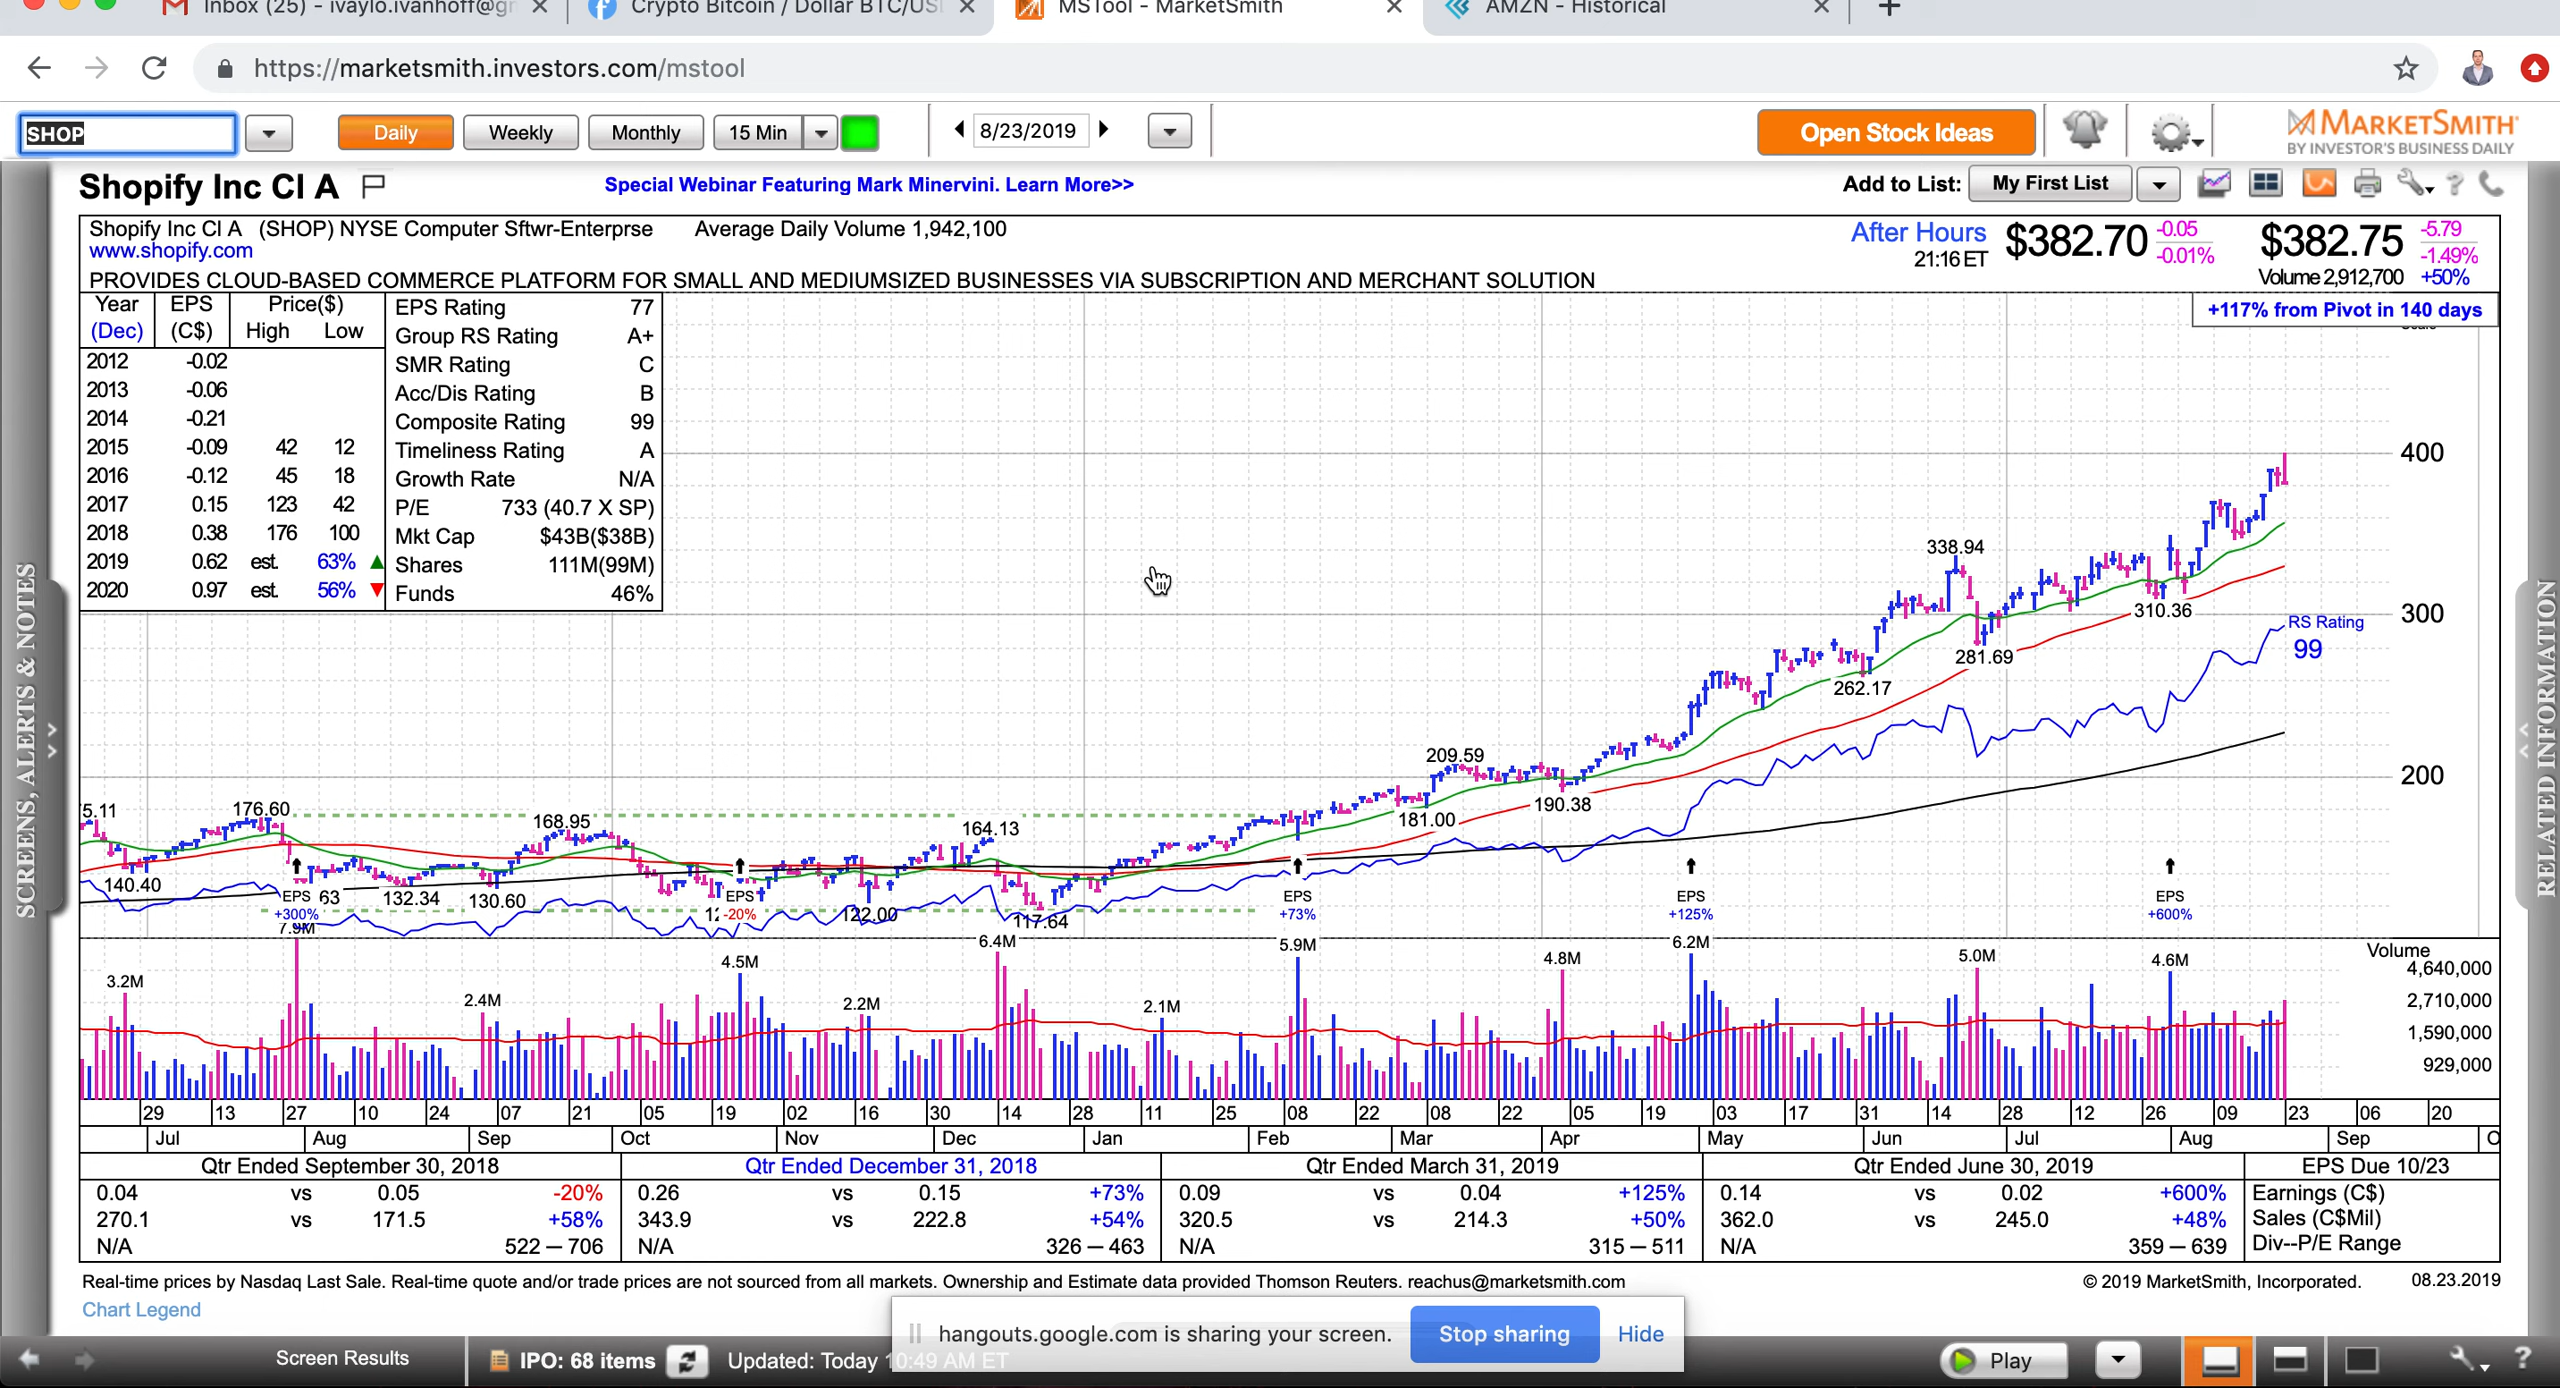 Inbox (25) - ivaylo.ivanhoff@g
Crypto Bitcoin / Dollar BTC/US
MSTool - MarketSmith
AMZN - Historical
https://marketsmith.investors.com/mstool
SHOP
Daily
Weekly
Monthly
15 Min
8/23/2019
Open Stock Ideas
MARKETSMITH
BY INVESTOR'S BUSINESS DAILY
Shopify Inc Cl A
Special Webinar Featuring Mark Minervini. Learn More>>
Add to List: My First List
Shopify Inc Cl A (SHOP) NYSE Computer Sftwr-Enterprse Average Daily Volume 1,942,100
www.shopify.com
PROVIDES CLOUD-BASED COMMERCE PLATFORM FOR SMALL AND MEDIUMSIZED BUSINESSES VIA SUBSCRIPTION AND MERCHANT SOLUTION
After Hours $382.70 -0.05
21:16 ET -0.01%
$382.75 -5.79
-1.49%
Volume 2,912,700 +50%
+117% from Pivot in 140 days
Year EPS Price($)
(Dec) (C$) High Low
2012 -0.02
2013 -0.06
2014 -0.21
2015 -0.09 42 12
2016 -0.12 45 18
2017 0.15 123 42
2018 0.38 176 100
2019 0.62 est. 63%
2020 0.97 est. 56%
EPS Rating 77
Group RS Rating A+
SMR Rating C
Acc/Dis Rating B
Composite Rating 99
Timeliness Rating A
Growth Rate N/A
P/E 733 (40.7 X SP)
Mkt Cap $43B($38B)
Shares 111M(99M)
Funds 46%
400
300
200
RS Rating
99
338.94
310.36
281.69
262.17
209.59
190.38
181.00
5.11
176.60
168.95
164.13
140.40
63
132.34
130.60
122.00
117.64
EPS
+300%
EPS
-20%
EPS
+73%
EPS
+125%
EPS
+600%
7.9M
3.2M
2.4M
4.5M
2.2M
6.4M
2.1M
5.9M
4.8M
6.2M
5.0M
4.6M
Volume
4,640,000
2,710,000
1,590,000
929,000
29 13 27 10 24 07 21 05 19 02 16 30 14 28 11 25 08 22 08 22 05 19 03 17 31 14 28 12 26 09 23 06 20
Jul Aug Sep Oct Nov Dec Jan Feb Mar Apr May Jun Jul Aug Sep O
Qtr Ended September 30, 2018
0.04 vs 0.05 -20%
270.1 vs 171.5 +58%
N/A 522 – 706
Qtr Ended December 31, 2018
0.26 vs 0.15 +73%
343.9 vs 222.8 +54%
N/A 326 – 463
Qtr Ended March 31, 2019
0.09 vs 0.04 +125%
320.5 vs 214.3 +50%
N/A 315 – 511
Qtr Ended June 30, 2019
0.14 vs 0.02 +600%
362.0 vs 245.0 +48%
N/A 359 – 639
EPS Due 10/23
Earnings (C$)
Sales (C$Mil)
Div--P/E Range
Real-time prices by Nasdaq Last Sale. Real-time quote and/or trade prices are not sourced from all markets. Ownership and Estimate data provided Thomson Reuters. reachus@marketsmith.com
© 2019 MarketSmith, Incorporated. 08.23.2019
Chart Legend
SCREENS, ALERTS & NOTES
RELATED INFORMATION
hangouts.google.com is sharing your screen.
Stop sharing
Hide
Screen Results
IPO: 68 items
Updated: Today 10:49 AM ET
Play